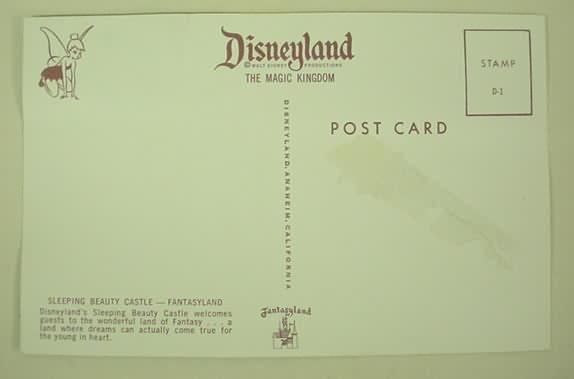 Disneyland
© WALT DISNEY PRODUCTIONS
THE MAGIC KINGDOM
STAMP
D-1
POST CARD
DISNEYLAND, ANAHEIM, CALIFORNIA
SLEEPING BEAUTY CASTLE — FANTASYLAND
Disneyland's Sleeping Beauty Castle welcomes
guests to the wonderful land of Fantasy . . . a
land where dreams can actually come true for
the young in heart.
Fantasyland